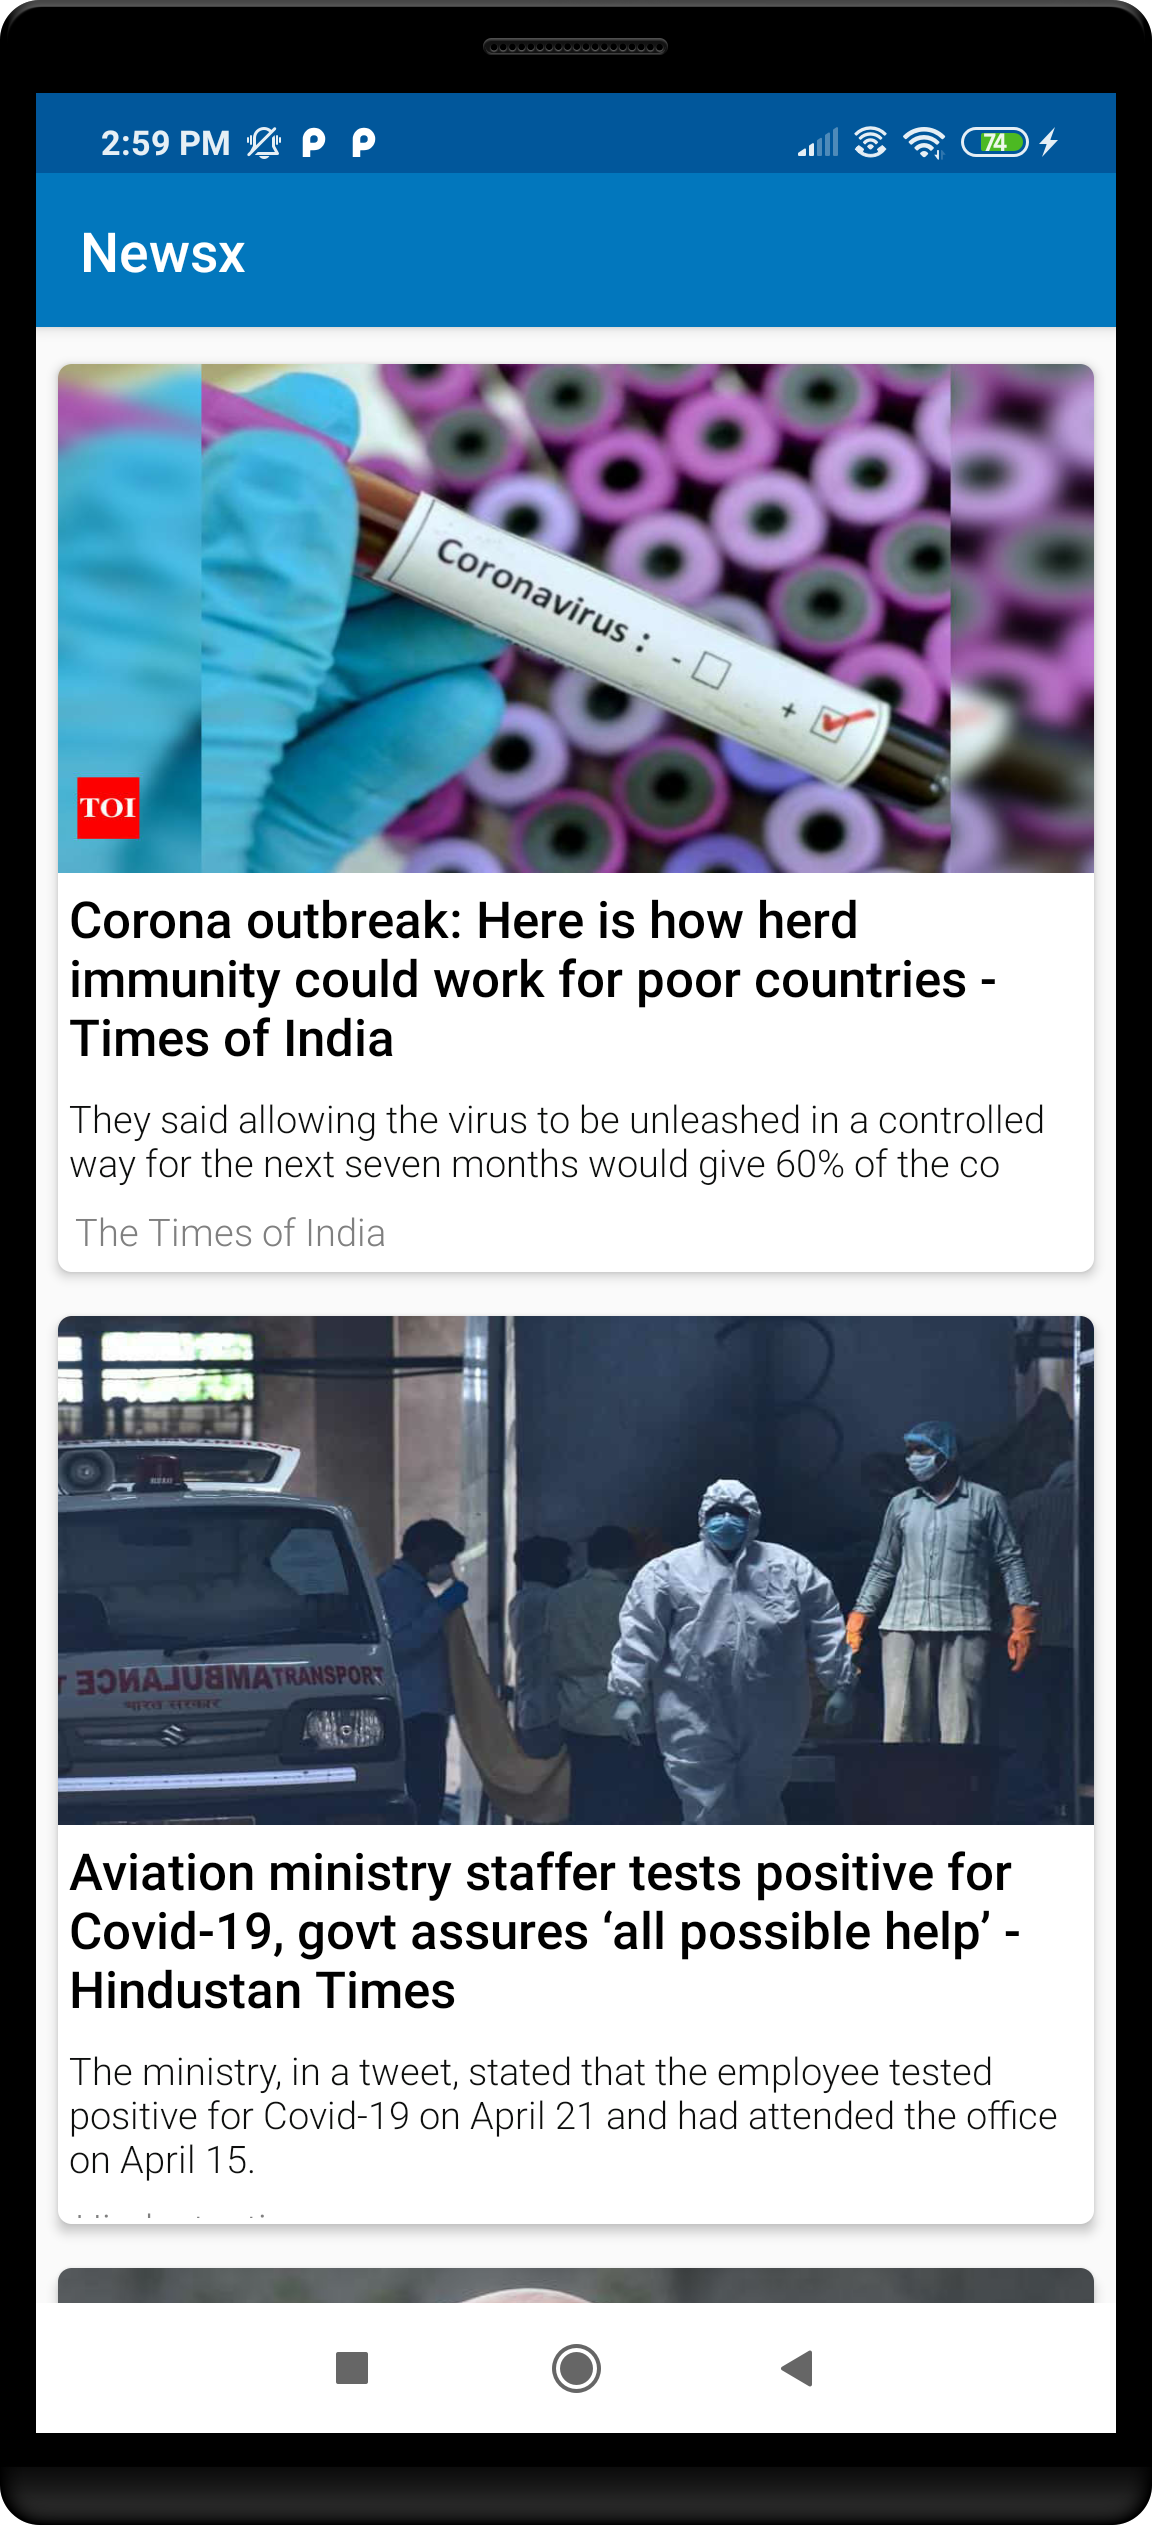 2:59 PM P P 74
Newsx
Coronavirus : -
+
TOI
Corona outbreak: Here is how herd
immunity could work for poor countries -
Times of India
They said allowing the virus to be unleashed in a controlled
way for the next seven months would give 60% of the co
The Times of India
AMBULANCE TRANSPORT
भारत सरकार
Aviation ministry staffer tests positive for
Covid-19, govt assures ‘all possible help’ -
Hindustan Times
The ministry, in a tweet, stated that the employee tested
positive for Covid-19 on April 21 and had attended the office
on April 15.